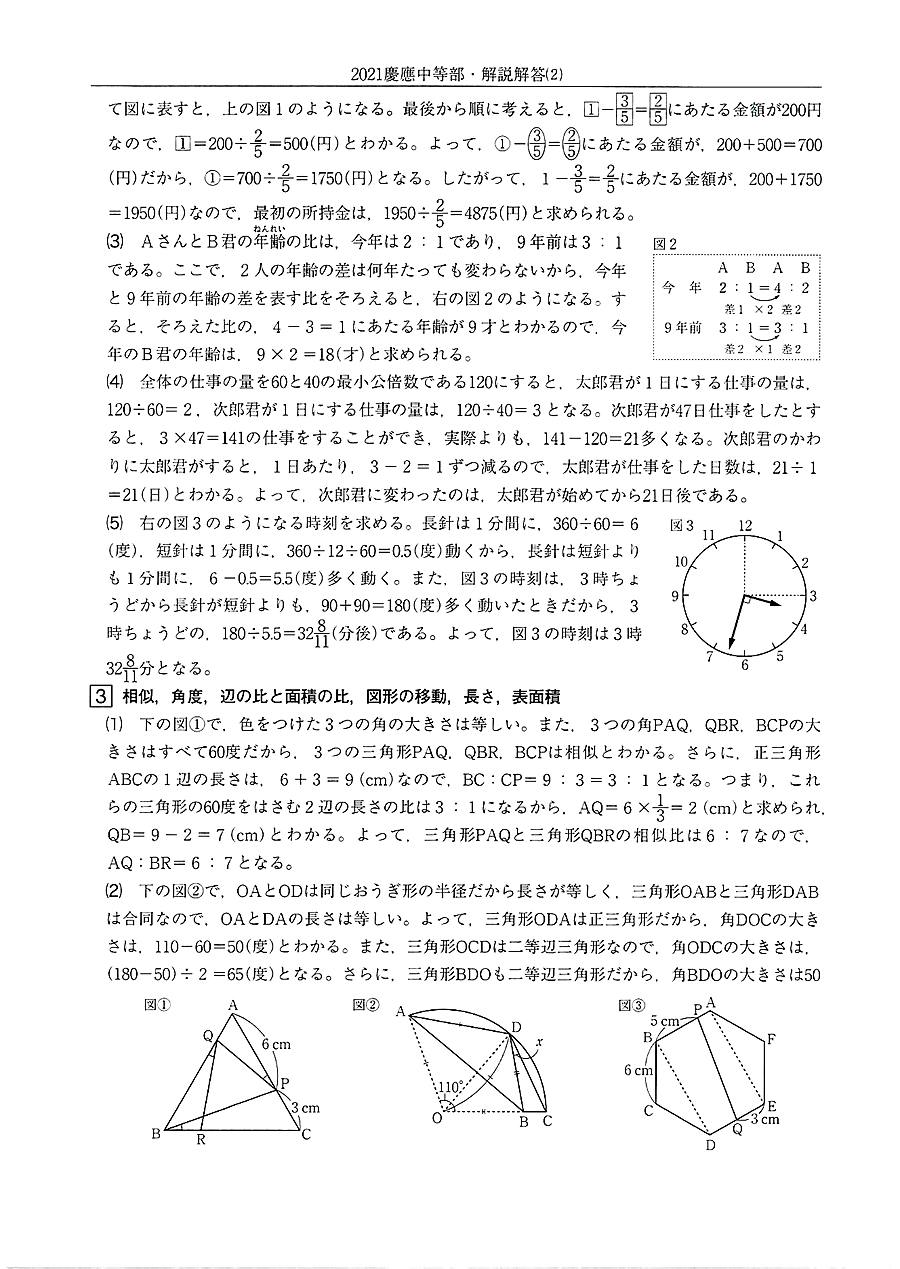 2021慶應中等部・解説解答(2)
て図に表すと，上の図1のようになる。最後から順に考えると，1－3/5＝2/5にあたる金額が200円
なので，1＝200÷2/5＝500(円)とわかる。よって，①－3/5＝2/5にあたる金額が，200＋500＝700
(円)だから，①＝700÷2/5＝1750(円)となる。したがって，1－3/5＝2/5にあたる金額が，200＋1750
＝1950(円)なので，最初の所持金は，1950÷2/5＝4875(円)と求められる。
ねんれい
(3) AさんとB君の年齢の比は，今年は2：1であり，9年前は3：1
である。ここで，2人の年齢の差は何年たっても変わらないから，今年
と9年前の年齢の差を表す比をそろえると，右の図2のようになる。す
ると，そろえた比の，4－3＝1にあたる年齢が9才とわかるので，今
年のB君の年齢は，9×2＝18(才)と求められる。
図2
A B A B
今年 2：1＝4：2
差1 ×2 差2
9年前 3：1＝3：1
差2 ×1 差2
(4) 全体の仕事の量を60と40の最小公倍数である120にすると，太郎君が1日にする仕事の量は，
120÷60＝2，次郎君が1日にする仕事の量は，120÷40＝3となる。次郎君が47日仕事をしたとす
ると，3×47＝141の仕事をすることができ，実際よりも，141－120＝21多くなる。次郎君のかわ
りに太郎君がすると，1日あたり，3－2＝1ずつ減るので，太郎君が仕事をした日数は，21÷1
＝21(日)とわかる。よって，次郎君に変わったのは，太郎君が始めてから21日後である。
(5) 右の図3のようになる時刻を求める。長針は1分間に，360÷60＝6
(度)，短針は1分間に，360÷12÷60＝0.5(度)動くから，長針は短針より
も1分間に，6－0.5＝5.5(度)多く動く。また，図3の時刻は，3時ちょ
うどから長針が短針よりも，90＋90＝180(度)多く動いたときだから，3
時ちょうどの，180÷5.5＝32 8/11(分後)である。よって，図3の時刻は3時
32 8/11分となる。
図3
12
1
2
3
4
5
6
7
8
9
10
11
3 相似，角度，辺の比と面積の比，図形の移動，長さ，表面積
(1) 下の図①で，色をつけた3つの角の大きさは等しい。また，3つの角PAQ，QBR，BCPの大
きさはすべて60度だから，3つの三角形PAQ，QBR，BCPは相似とわかる。さらに，正三角形
ABCの1辺の長さは，6＋3＝9(cm)なので，BC：CP＝9：3＝3：1となる。つまり，これ
らの三角形の60度をはさむ2辺の長さの比は3：1になるから，AQ＝6×1/3＝2(cm)と求められ，
QB＝9－2＝7(cm)とわかる。よって，三角形PAQと三角形QBRの相似比は6：7なので，
AQ：BR＝6：7となる。
(2) 下の図②で，OAとODは同じおうぎ形の半径だから長さが等しく，三角形OABと三角形DAB
は合同なので，OAとDAの長さは等しい。よって，三角形ODAは正三角形だから，角DOCの大き
さは，110－60＝50(度)とわかる。また，三角形OCDは二等辺三角形なので，角ODCの大きさは，
(180－50)÷2＝65(度)となる。さらに，三角形BDOも二等辺三角形だから，角BDOの大きさは50
図①
A
Q
6cm
P
3cm
B
R
C
図②
A
D
x
110°
O
B
C
図③
P
A
5cm
B
F
6cm
C
E
Q
3cm
D